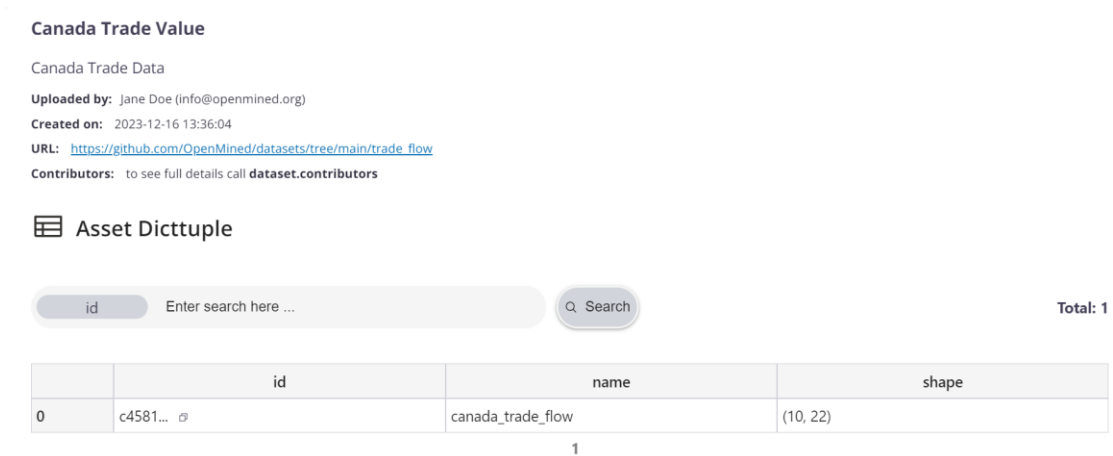 Canada Trade Value
Canada Trade Data
Uploaded by: Jane Doe (info@openmined.org)
Created on: 2023-12-16 13:36:04
URL: https://github.com/OpenMined/datasets/tree/main/trade_flow
Contributors: to see full details call dataset.contributors
Asset Dicttuple
id Enter search here ... Search Total: 1
id name shape
0 c4581... canada_trade_flow (10, 22)
1